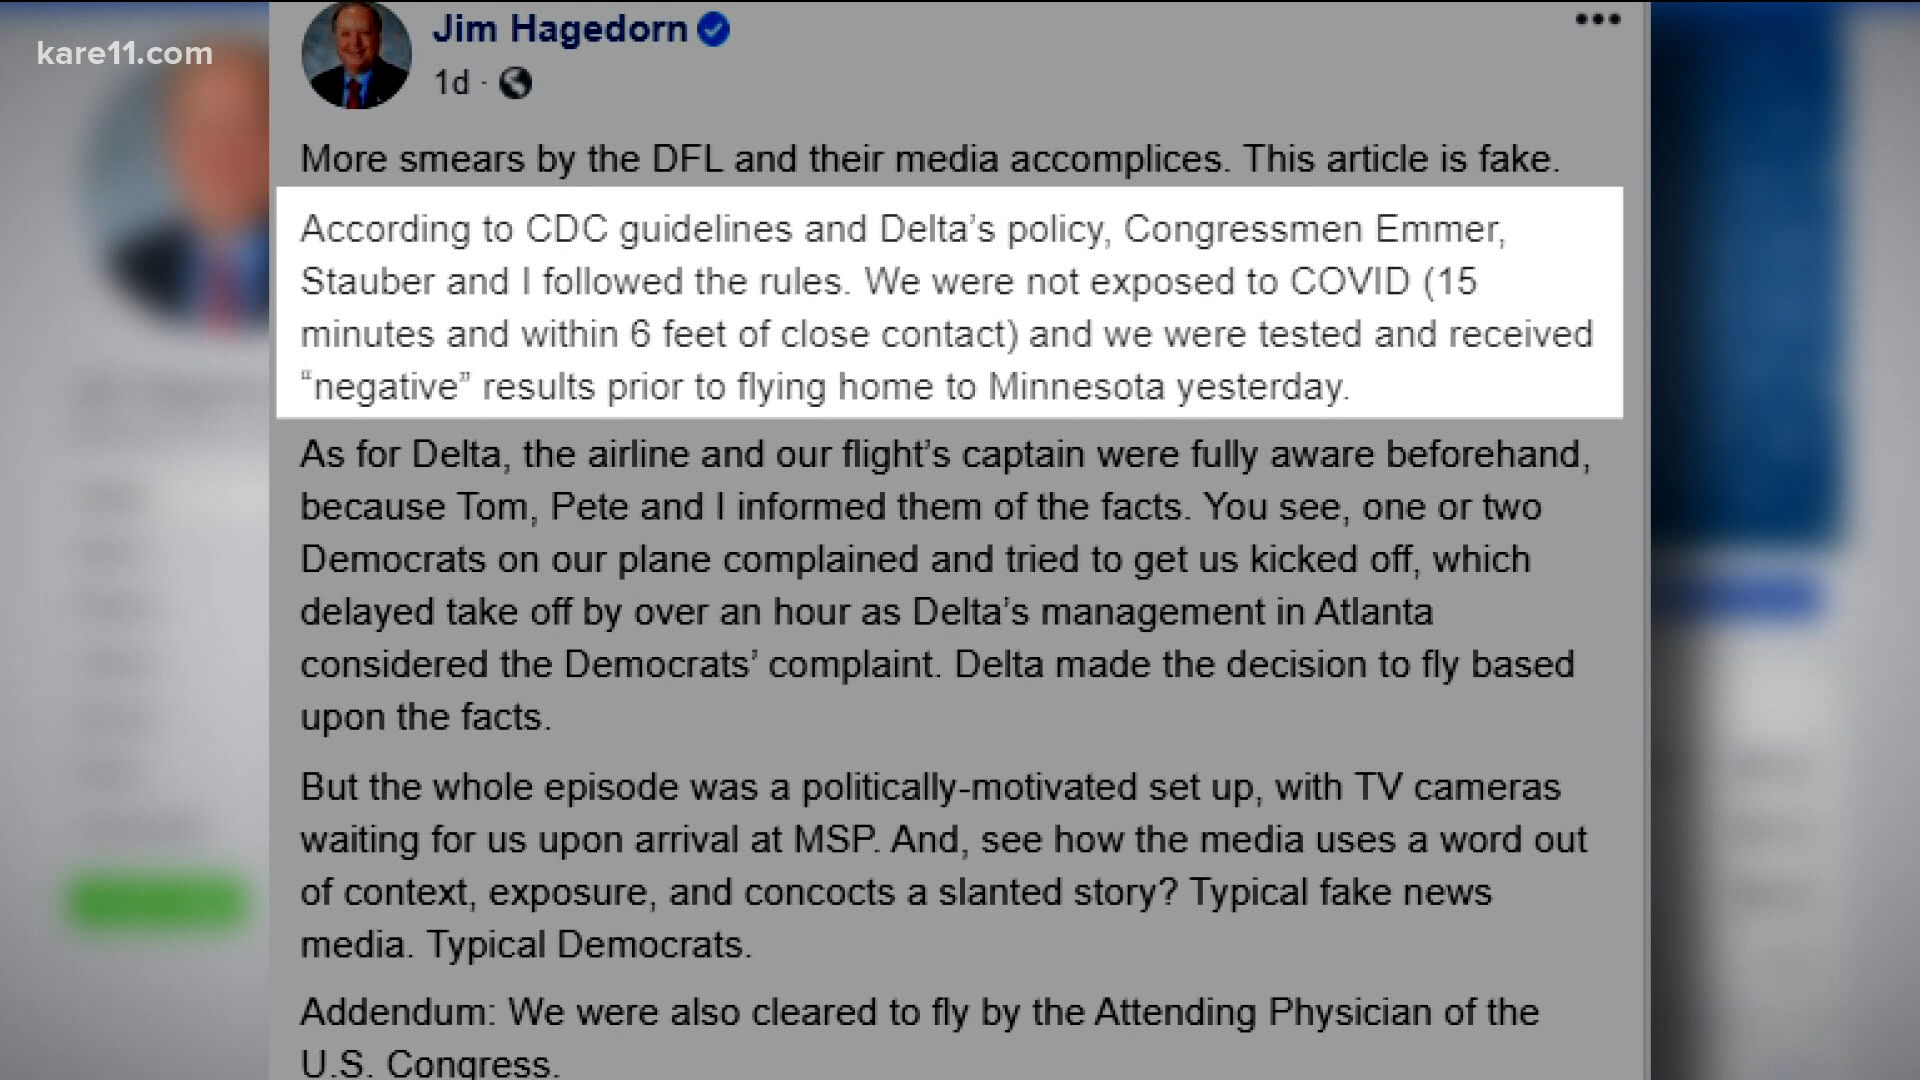 kare11.com
Jim Hagedorn
1d ·
More smears by the DFL and their media accomplices. This article is fake.
According to CDC guidelines and Delta’s policy, Congressmen Emmer,
Stauber and I followed the rules. We were not exposed to COVID (15
minutes and within 6 feet of close contact) and we were tested and received
“negative” results prior to flying home to Minnesota yesterday.
As for Delta, the airline and our flight’s captain were fully aware beforehand,
because Tom, Pete and I informed them of the facts. You see, one or two
Democrats on our plane complained and tried to get us kicked off, which
delayed take off by over an hour as Delta’s management in Atlanta
considered the Democrats’ complaint. Delta made the decision to fly based
upon the facts.
But the whole episode was a politically-motivated set up, with TV cameras
waiting for us upon arrival at MSP. And, see how the media uses a word out
of context, exposure, and concocts a slanted story? Typical fake news
media. Typical Democrats.
Addendum: We were also cleared to fly by the Attending Physician of the
U.S. Congress.